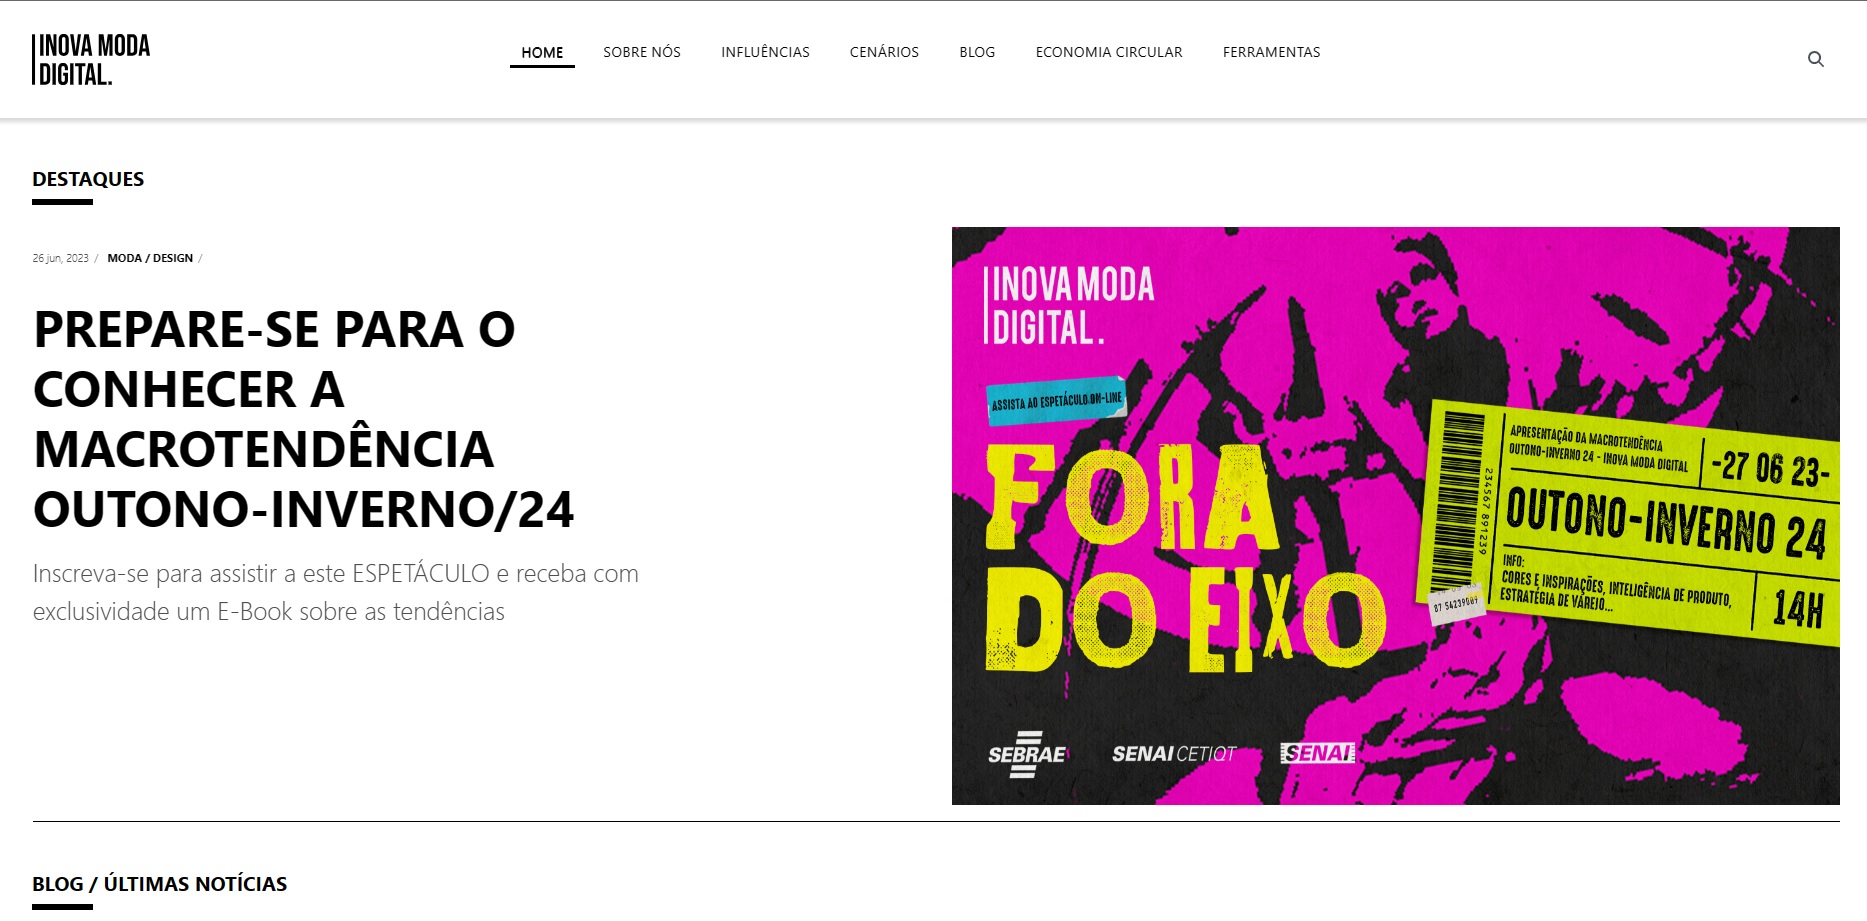 INOVA MODA
DIGITAL.
HOME
SOBRE NÓS
INFLUÊNCIAS
CENÁRIOS
BLOG
ECONOMIA CIRCULAR
FERRAMENTAS
DESTAQUES
26 jun, 2023 / MODA / DESIGN /
PREPARE-SE PARA O
CONHECER A
MACROTENDÊNCIA
OUTONO-INVERNO/24
Inscreva-se para assistir a este ESPETÁCULO e receba com
exclusividade um E-Book sobre as tendências
INOVA MODA
DIGITAL.
ASSISTA AO ESPETÁCULO ON-LINE
FORA
DO EIXO
234567 891239
87 54239089
APRESENTAÇÃO DA MACROTENDÊNCIA
OUTONO-INVERNO 24 - INOVA MODA DIGITAL
-27 06 23-
OUTONO-INVERNO 24
INFO:
CORES E INSPIRAÇÕES, INTELIGÊNCIA DE PRODUTO,
ESTRATÉGIA DE VAREJO...
14H
SEBRAE
SENAI CETIQT
SENAI
BLOG / ÚLTIMAS NOTÍCIAS